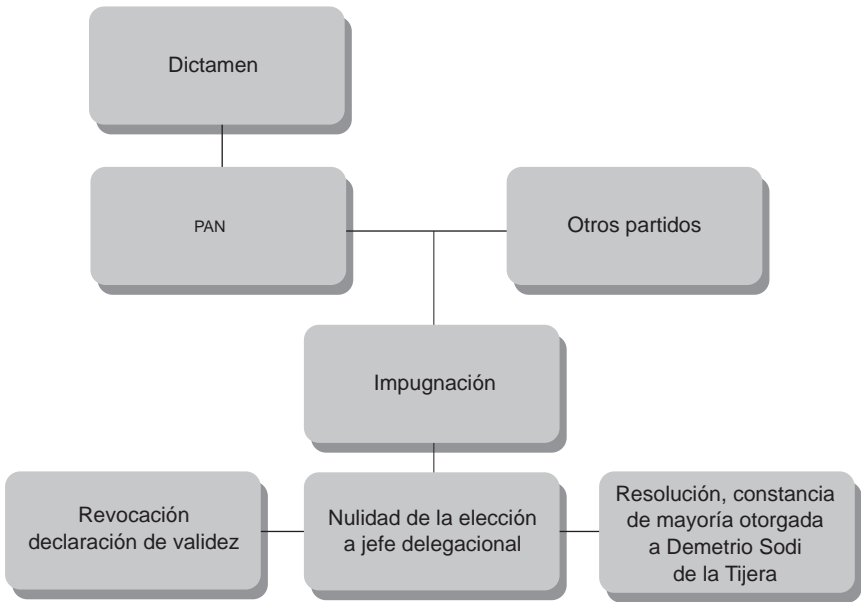 Dictamen
PAN
Otros partidos
Impugnación
Revocación
declaración de validez
Nulidad de la elección
a jefe delegacional
Resolución, constancia
de mayoría otorgada
a Demetrio Sodi
de la Tijera